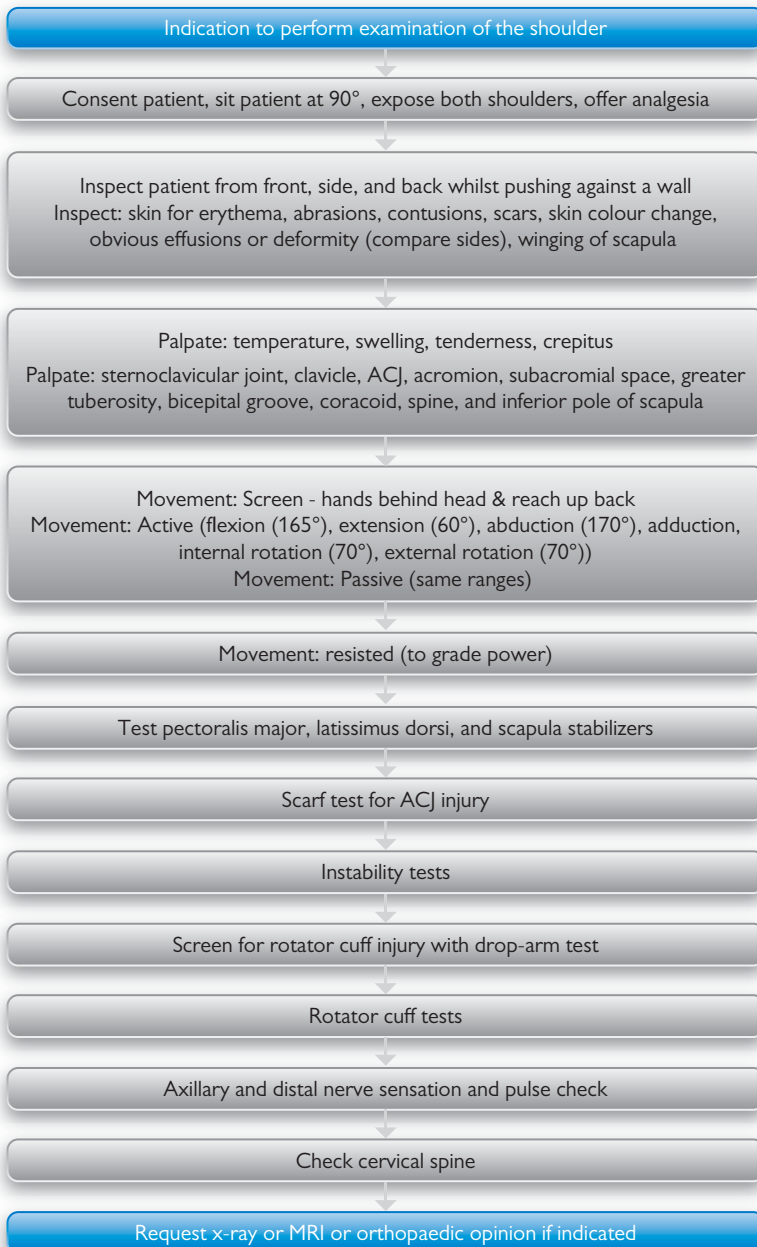 Indication to perform examination of the shoulder
Consent patient, sit patient at 90°, expose both shoulders, offer analgesia
Inspect patient from front, side, and back whilst pushing against a wall
Inspect: skin for erythema, abrasions, contusions, scars, skin colour change,
obvious effusions or deformity (compare sides), winging of scapula
Palpate: temperature, swelling, tenderness, crepitus
Palpate: sternoclavicular joint, clavicle, ACJ, acromion, subacromial space, greater
tuberosity, bicepital groove, coracoid, spine, and inferior pole of scapula
Movement: Screen - hands behind head & reach up back
Movement: Active (flexion (165°), extension (60°), abduction (170°), adduction,
internal rotation (70°), external rotation (70°))
Movement: Passive (same ranges)
Movement: resisted (to grade power)
Test pectoralis major, latissimus dorsi, and scapula stabilizers
Scarf test for ACJ injury
Instability tests
Screen for rotator cuff injury with drop-arm test
Rotator cuff tests
Axillary and distal nerve sensation and pulse check
Check cervical spine
Request x-ray or MRI or orthopaedic opinion if indicated